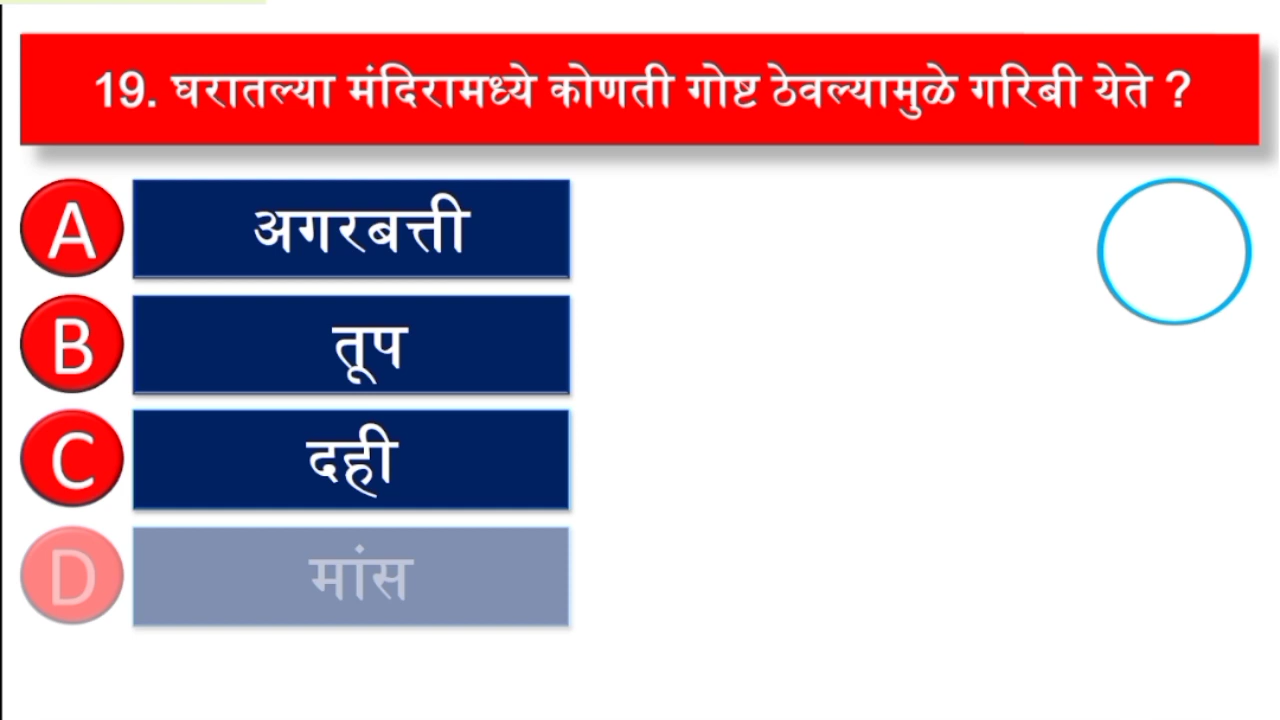 19. घरातल्या मंदिरामध्ये कोणती गोष्ट ठेवल्यामुळे गरिबी येते ?
A अगरबत्ती
B तूप
C दही
D मांस